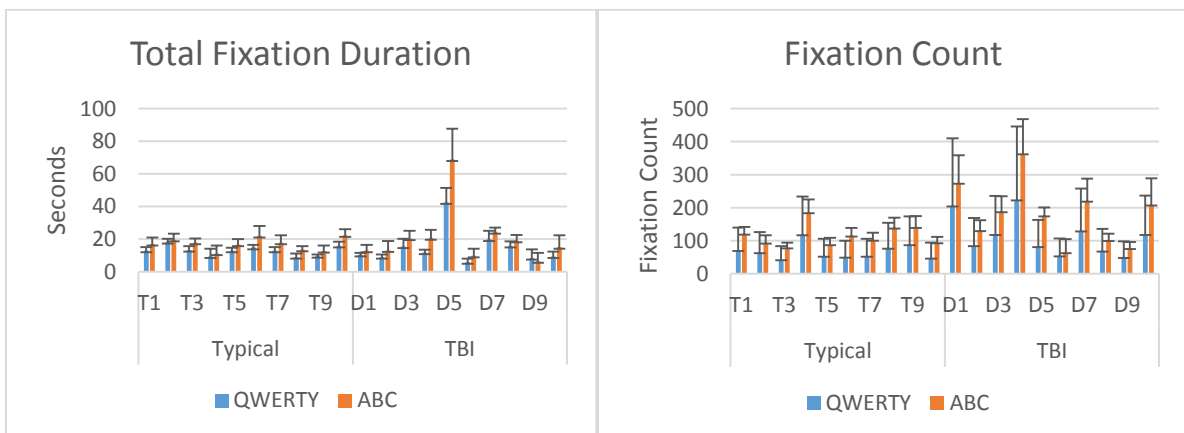 Total Fixation Duration
Seconds
100
80
60
40
20
0
T1 T3 T5 T7 T9 D1 D3 D5 D7 D9
Typical TBI
QWERTY ABC
Fixation Count
Fixation Count
500
400
300
200
100
0
T1 T3 T5 T7 T9 D1 D3 D5 D7 D9
Typical TBI
QWERTY ABC